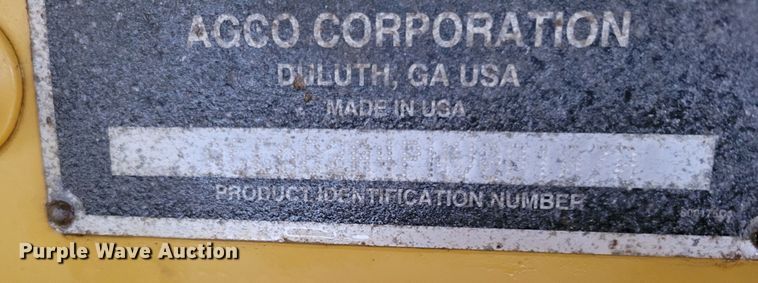 AGCO CORPORATION
DULUTH, GA USA
MADE IN USA
PRODUCT IDENTIFICATION NUMBER
Purple Wave Auction